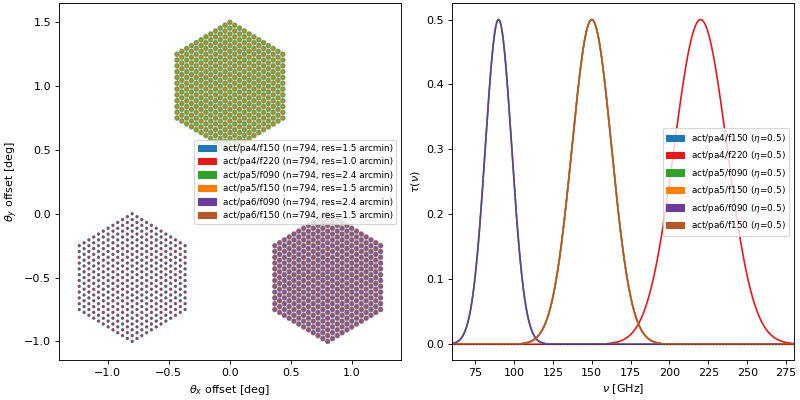 1.5
1.0
0.5
0.0
−0.5
−1.0
θy offset [deg]
act/pa4/f150 (n=794, res=1.5 arcmin)
act/pa4/f220 (n=794, res=1.0 arcmin)
act/pa5/f090 (n=794, res=2.4 arcmin)
act/pa5/f150 (n=794, res=1.5 arcmin)
act/pa6/f090 (n=794, res=2.4 arcmin)
act/pa6/f150 (n=794, res=1.5 arcmin)
−1.0 −0.5 0.0 0.5 1.0
θx offset [deg]
0.5
0.4
0.3
0.2
0.1
0.0
τ(ν)
act/pa4/f150 (η=0.5)
act/pa4/f220 (η=0.5)
act/pa5/f090 (η=0.5)
act/pa5/f150 (η=0.5)
act/pa6/f090 (η=0.5)
act/pa6/f150 (η=0.5)
75 100 125 150 175 200 225 250 275
ν [GHz]